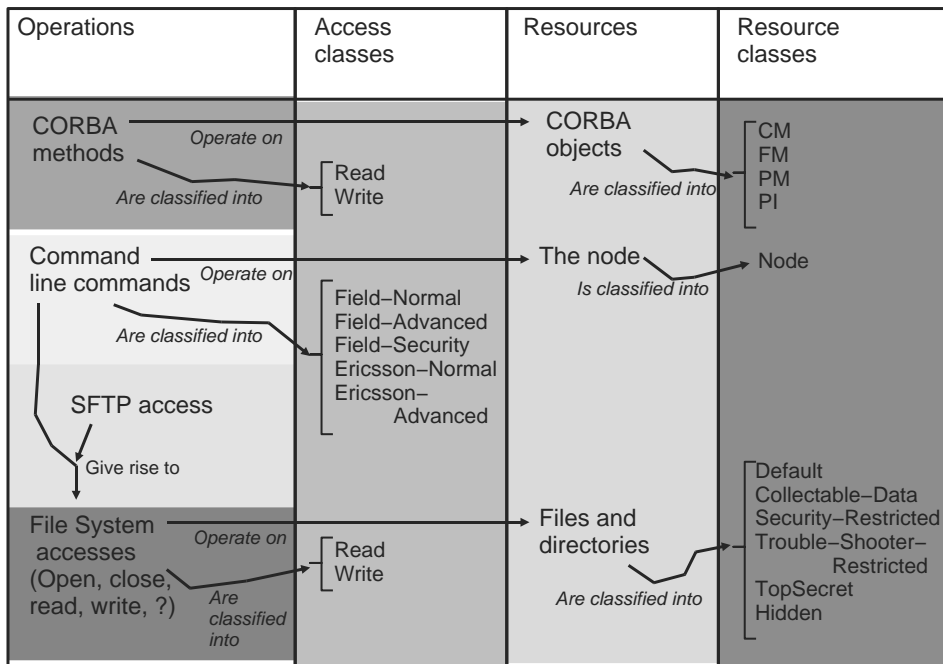 Operations
Access
classes
Resources
Resource
classes
CORBA
methods
Operate on
Are classified into
Read
Write
CORBA
objects
Are classified into
CM
FM
PM
PI
Command
line commands
Operate on
Are classified into
Field–Normal
Field–Advanced
Field–Security
Ericsson–Normal
Ericsson–
Advanced
The node
Is classified into
Node
SFTP access
Give rise to
File System
accesses
(Open, close,
read, write, ?)
Operate on
Are
classified
into
Read
Write
Files and
directories
Are classified into
Default
Collectable–Data
Security–Restricted
Trouble–Shooter–
Restricted
TopSecret
Hidden